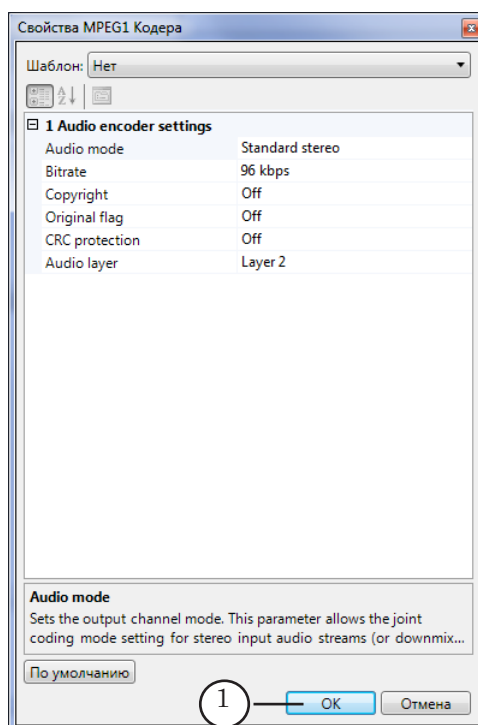 Свойства MPEG1 Кодера
Шаблон: Нет
1 Audio encoder settings
Audio mode Standard stereo
Bitrate 96 kbps
Copyright Off
Original flag Off
CRC protection Off
Audio layer Layer 2
Audio mode
Sets the output channel mode. This parameter allows the joint
coding mode setting for stereo input audio streams (or downmix...
По умолчанию
1
OK Отмена